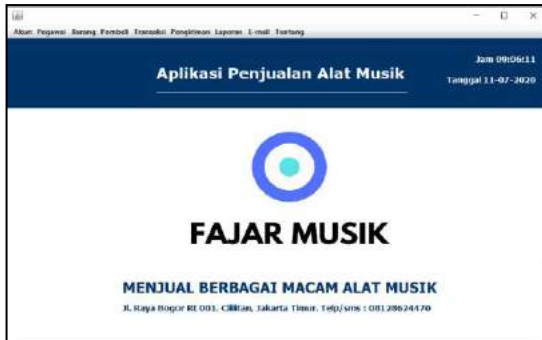 Akun Pegawai Barang Pembeli Transaksi Pengiriman Laporan E-mail Tentang
Aplikasi Penjualan Alat Musik
Jam 09:06:11
Tanggal 11-07-2020
FAJAR MUSIK
MENJUAL BERBAGAI MACAM ALAT MUSIK
Jl. Raya Bogor Rt.001. Cililitan, Jakarta Timur. Telp/sms : 08128624470